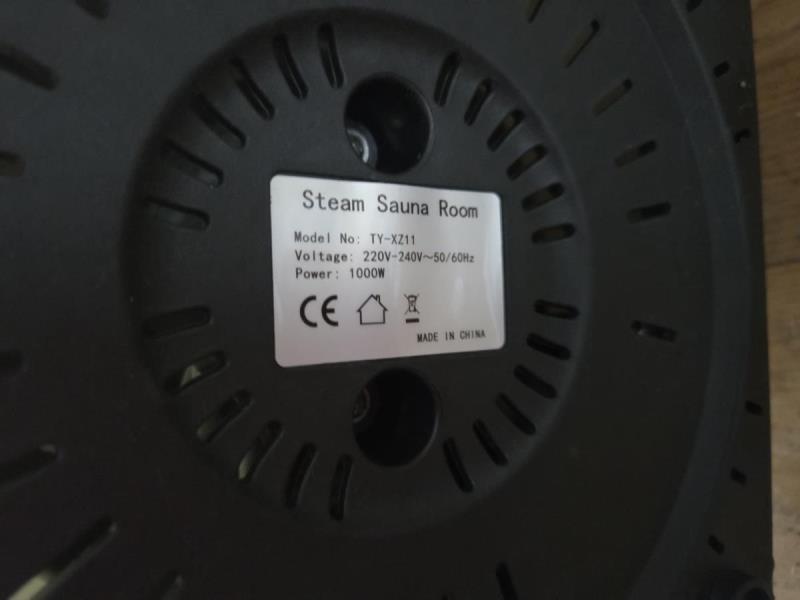 Steam Sauna Room
Model No: TY-XZ11
Voltage: 220V-240V~50/60Hz
Power: 1000W
CE
MADE IN CHINA